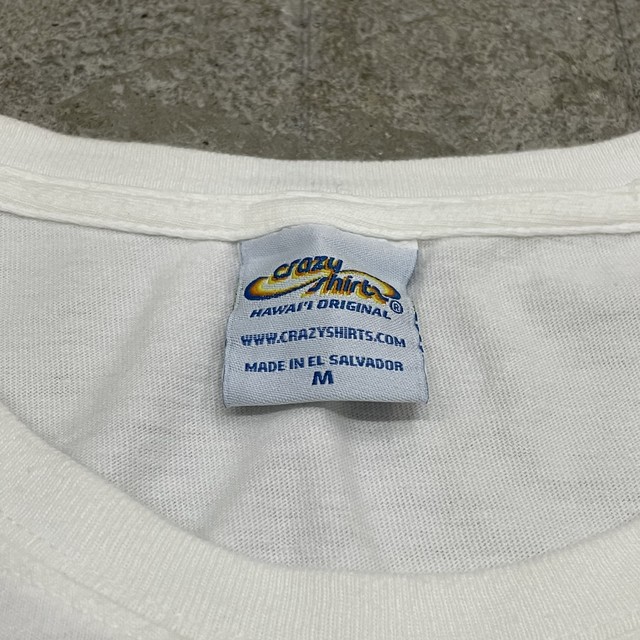 crazy
shirts®
HAWAI'I ORIGINAL
WWW.CRAZYSHIRTS.COM
MADE IN EL SALVADOR
M